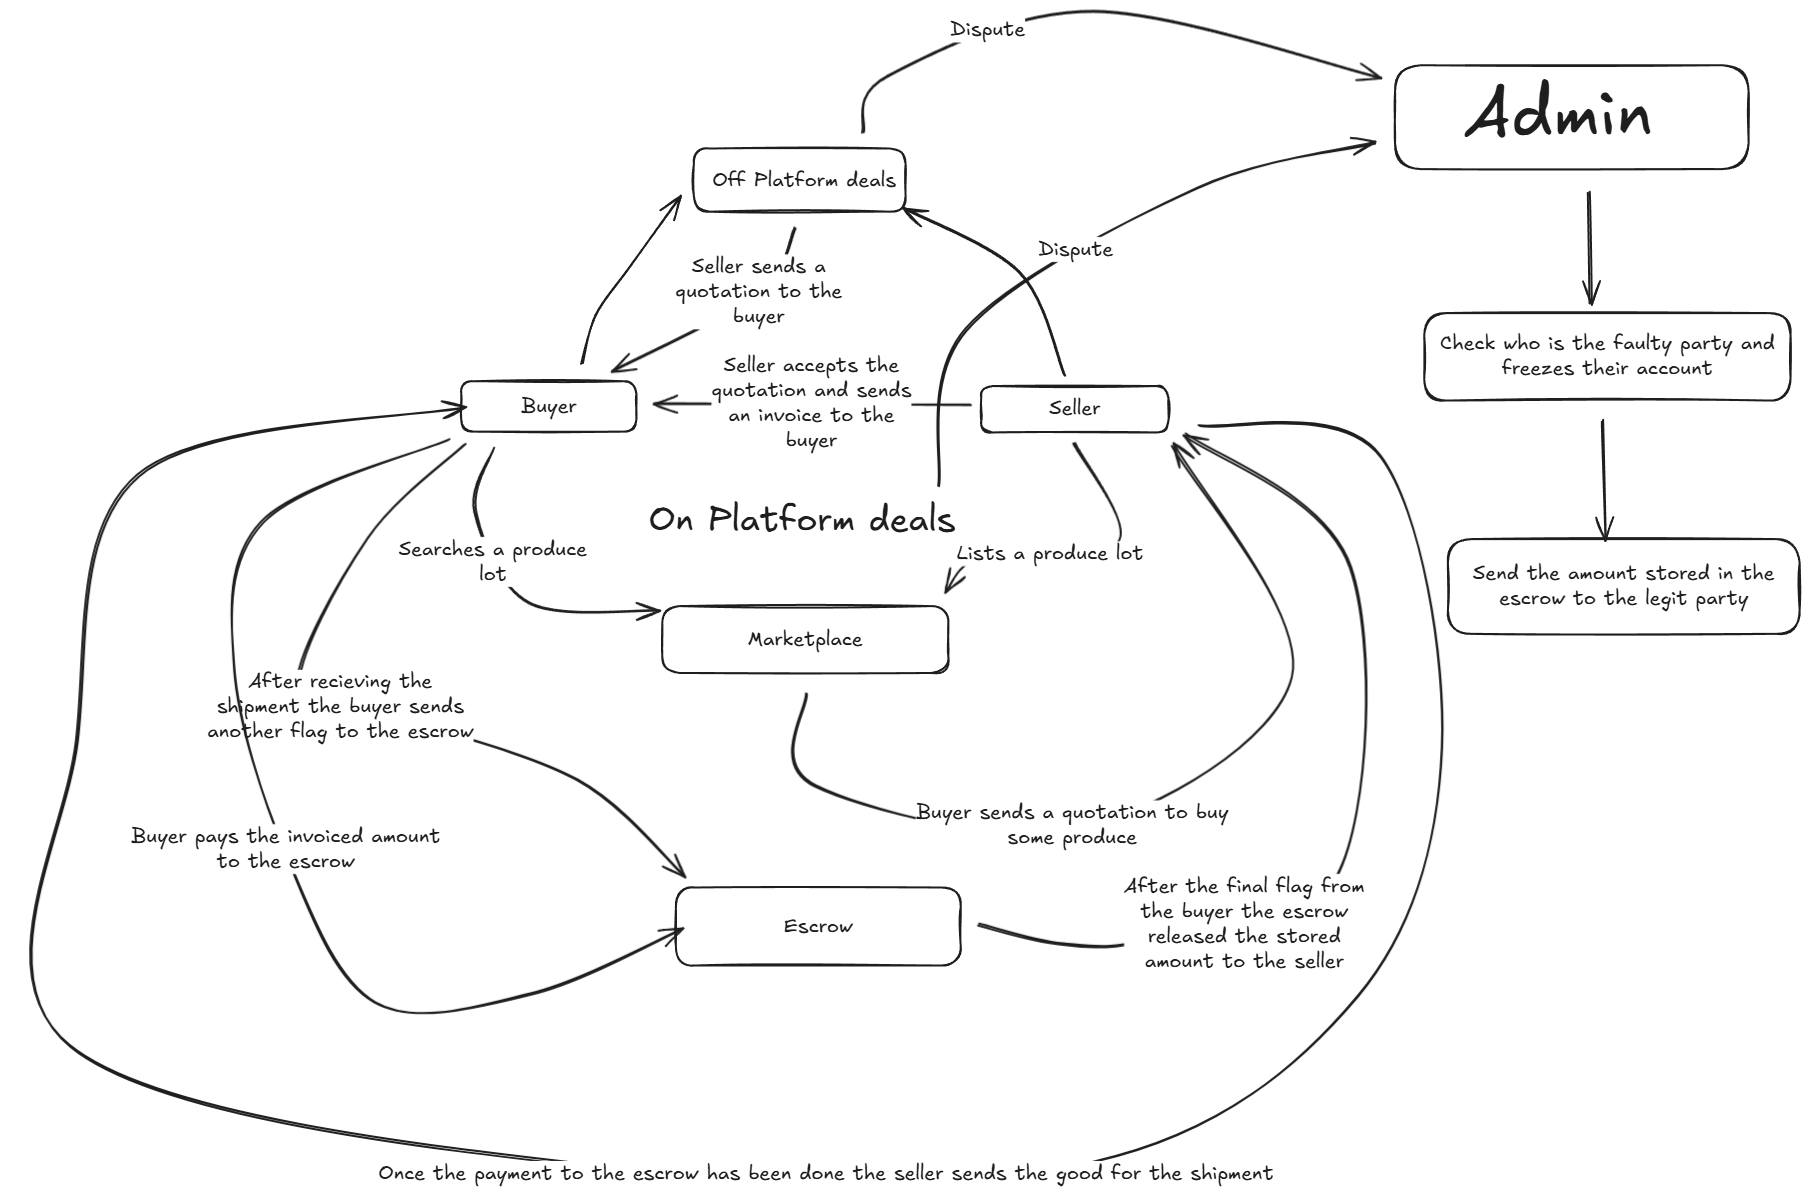 Dispute
Admin
Off Platform deals
Dispute
Seller sends a
quotation to the
buyer
Check who is the faulty party and
freezes their account
Seller accepts the
quotation and sends
an invoice to the
buyer
Buyer
Seller
On Platform deals
Searches a produce
lot
Lists a produce lot
Send the amount stored in the
escrow to the legit party
Marketplace
After recieving the
shipment the buyer sends
another flag to the escrow
Buyer sends a quotation to buy
some produce
Buyer pays the invoiced amount
to the escrow
Escrow
After the final flag from
the buyer the escrow
released the stored
amount to the seller
Once the payment to the escrow has been done the seller sends the good for the shipment